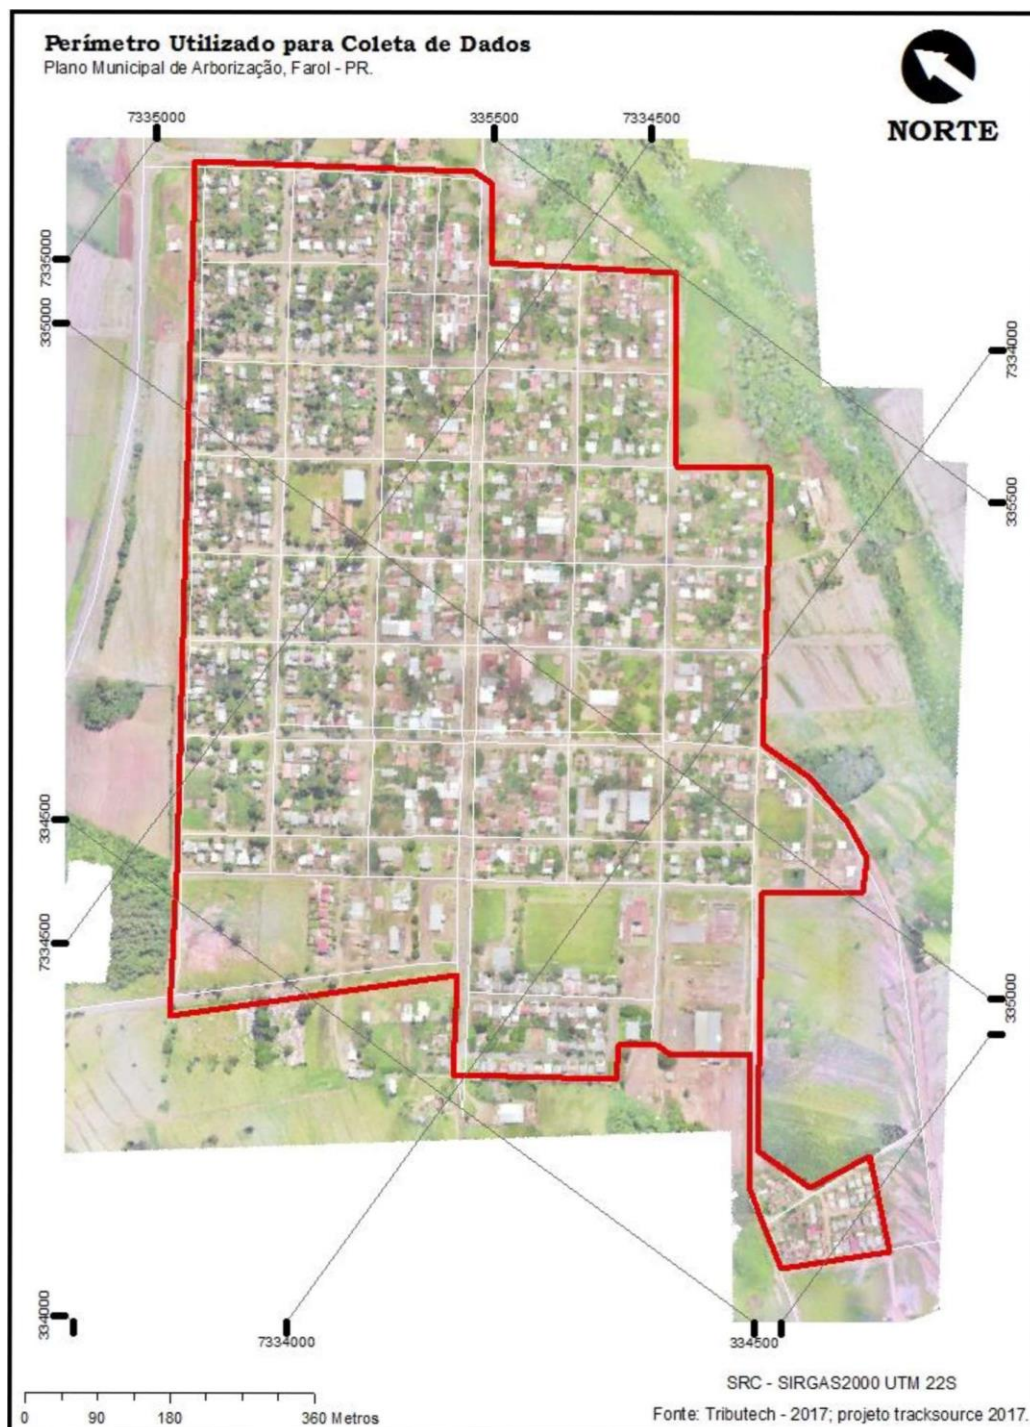 Perímetro Utilizado para Coleta de Dados
Plano Municipal de Arborização, Farol - PR.
NORTE
7335000
335500
7334500
7335000
335000
7334000
335500
334500
7334500
335000
334000
7334000
334500
SRC - SIRGAS2000 UTM 22S
0 90 180 360 Metros
Fonte: Tributech - 2017; projeto tracksource 2017.